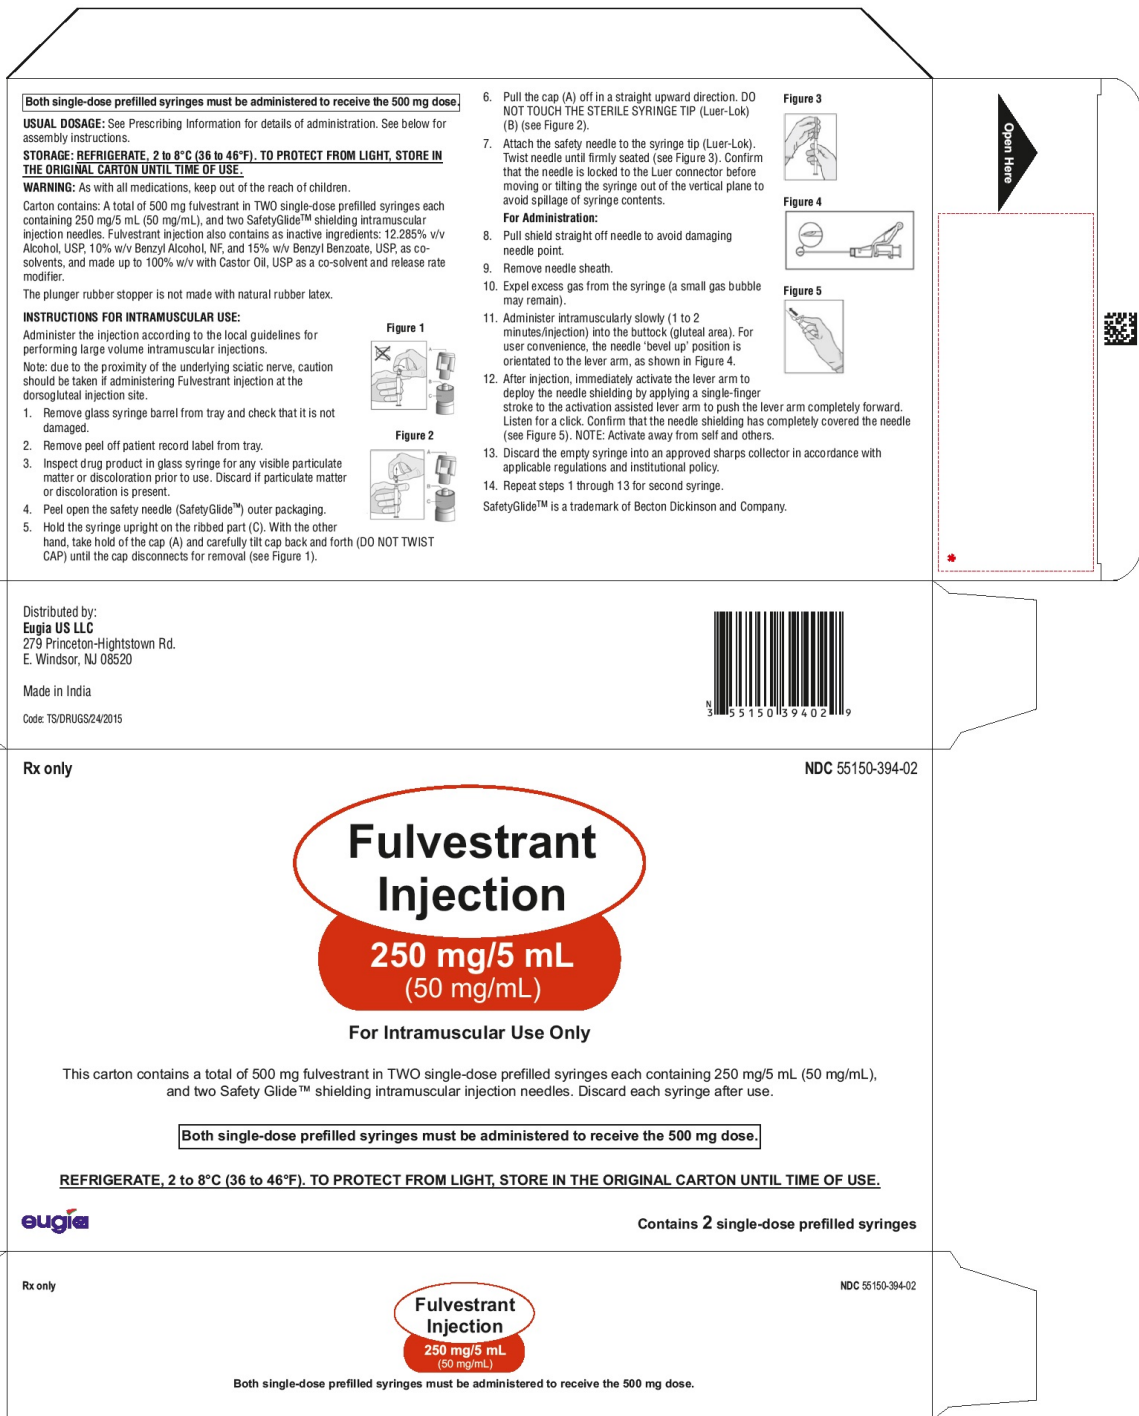 Both single-dose prefilled syringes must be administered to receive the 500 mg dose.
USUAL DOSAGE: See Prescribing Information for details of administration. See below for
assembly instructions.
STORAGE: REFRIGERATE, 2 to 8°C (36 to 46°F). TO PROTECT FROM LIGHT, STORE IN
THE ORIGINAL CARTON UNTIL TIME OF USE.
WARNING: As with all medications, keep out of the reach of children.
Carton contains: A total of 500 mg fulvestrant in TWO single-dose prefilled syringes each
containing 250 mg/5 mL (50 mg/mL), and two SafetyGlide™ shielding intramuscular
injection needles. Fulvestrant injection also contains as inactive ingredients: 12.285% v/v
Alcohol, USP, 10% w/v Benzyl Alcohol, NF, and 15% w/v Benzyl Benzoate, USP, as co-
solvents, and made up to 100% w/v with Castor Oil, USP as a co-solvent and release rate
modifier.
The plunger rubber stopper is not made with natural rubber latex.
INSTRUCTIONS FOR INTRAMUSCULAR USE:
Administer the injection according to the local guidelines for
performing large volume intramuscular injections.
Note: due to the proximity of the underlying sciatic nerve, caution
should be taken if administering Fulvestrant injection at the
dorsogluteal injection site.
1. Remove glass syringe barrel from tray and check that it is not
damaged.
2. Remove peel off patient record label from tray.
3. Inspect drug product in glass syringe for any visible particulate
matter or discoloration prior to use. Discard if particulate matter
or discoloration is present.
4. Peel open the safety needle (SafetyGlide™) outer packaging.
5. Hold the syringe upright on the ribbed part (C). With the other
hand, take hold of the cap (A) and carefully tilt cap back and forth (DO NOT TWIST
CAP) until the cap disconnects for removal (see Figure 1).
Figure 1
A
B
C
Figure 2
A
B
C
6. Pull the cap (A) off in a straight upward direction. DO
NOT TOUCH THE STERILE SYRINGE TIP (Luer-Lok)
(B) (see Figure 2).
7. Attach the safety needle to the syringe tip (Luer-Lok).
Twist needle until firmly seated (see Figure 3). Confirm
that the needle is locked to the Luer connector before
moving or tilting the syringe out of the vertical plane to
avoid spillage of syringe contents.
For Administration:
8. Pull shield straight off needle to avoid damaging
needle point.
9. Remove needle sheath.
10. Expel excess gas from the syringe (a small gas bubble
may remain).
11. Administer intramuscularly slowly (1 to 2
minutes/injection) into the buttock (gluteal area). For
user convenience, the needle ‘bevel up’ position is
orientated to the lever arm, as shown in Figure 4.
12. After injection, immediately activate the lever arm to
deploy the needle shielding by applying a single-finger
stroke to the activation assisted lever arm to push the lever arm completely forward.
Listen for a click. Confirm that the needle shielding has completely covered the needle
(see Figure 5). NOTE: Activate away from self and others.
13. Discard the empty syringe into an approved sharps collector in accordance with
applicable regulations and institutional policy.
14. Repeat steps 1 through 13 for second syringe.
SafetyGlide™ is a trademark of Becton Dickinson and Company.
Figure 3
Figure 4
Figure 5
Open Here
*
Distributed by:
Eugia US LLC
279 Princeton-Hightstown Rd.
E. Windsor, NJ 08520
Made in India
Code: TS/DRUGS/24/2015
N
3 55150 39402 9
Rx only
NDC 55150-394-02
Fulvestrant
Injection
250 mg/5 mL
(50 mg/mL)
For Intramuscular Use Only
This carton contains a total of 500 mg fulvestrant in TWO single-dose prefilled syringes each containing 250 mg/5 mL (50 mg/mL),
and two Safety Glide™ shielding intramuscular injection needles. Discard each syringe after use.
Both single-dose prefilled syringes must be administered to receive the 500 mg dose.
REFRIGERATE, 2 to 8°C (36 to 46°F). TO PROTECT FROM LIGHT, STORE IN THE ORIGINAL CARTON UNTIL TIME OF USE.
eugia
Contains 2 single-dose prefilled syringes
Rx only
NDC 55150-394-02
Fulvestrant
Injection
250 mg/5 mL
(50 mg/mL)
Both single-dose prefilled syringes must be administered to receive the 500 mg dose.